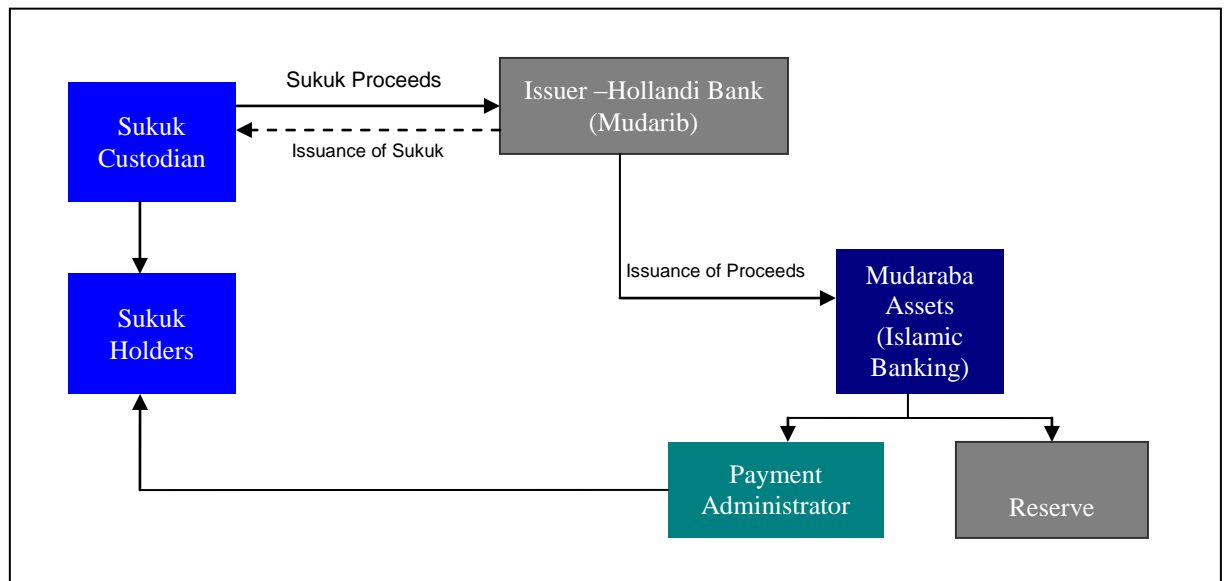 Sukuk Proceeds
Issuer –Hollandi Bank
(Mudarib)
Sukuk
Custodian
Issuance of Sukuk
Issuance of Proceeds
Mudaraba
Assets
(Islamic
Banking)
Sukuk
Holders
Payment
Administrator
Reserve